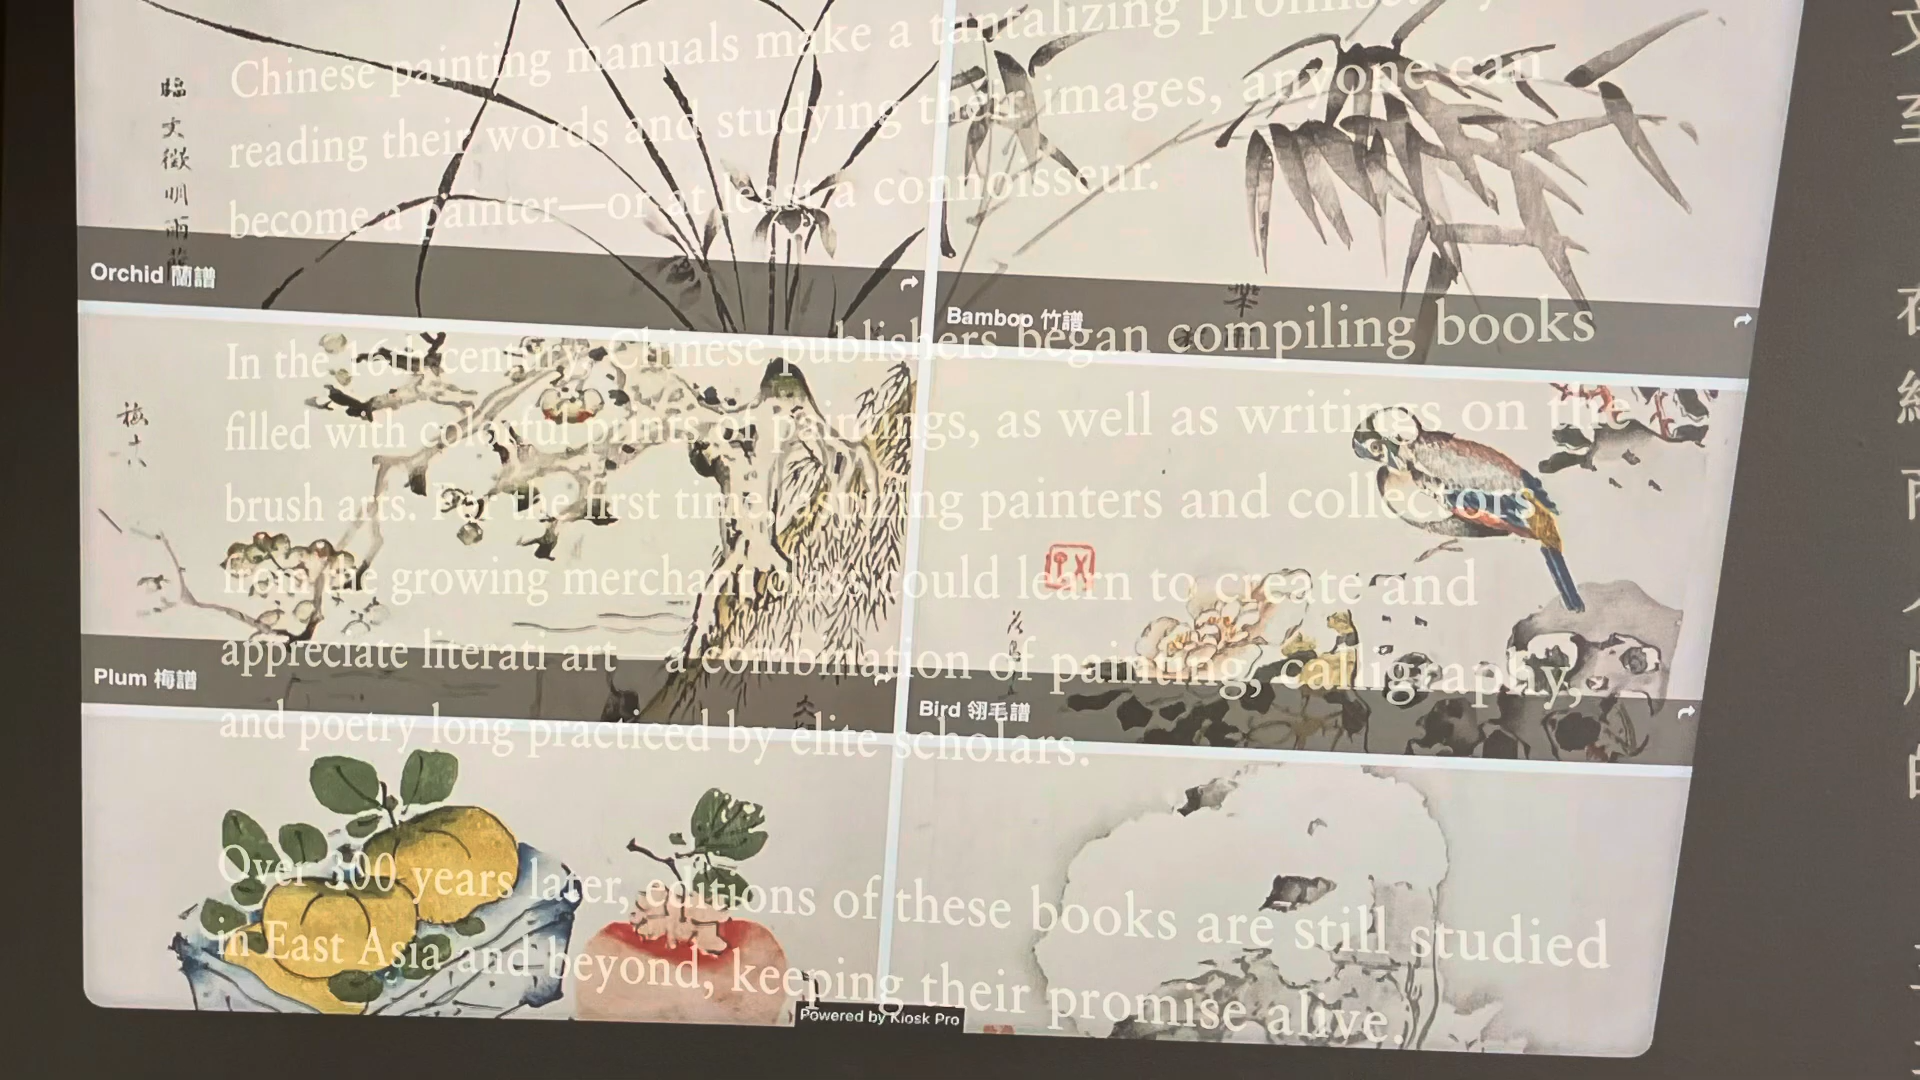 Chinese painting manuals make a tantalizing promise:
reading their words and studying their images, anyone can
become a painter—or at least a connoisseur.
臨
文
徵
明
雨
Orchid 蘭譜
Bamboo 竹譜
In the 16th century, Chinese publishers began compiling books
filled with colorful prints of paintings, as well as writings on the
brush arts. For the first time, aspiring painters and collectors
from the growing merchant class could learn to create and
appreciate literati art—a combination of painting, calligraphy,
and poetry long practiced by elite scholars.
Plum 梅譜
Bird 翎毛譜
Over 300 years later, editions of these books are still studied
in East Asia and beyond, keeping their promise alive.
Powered by Kiosk Pro